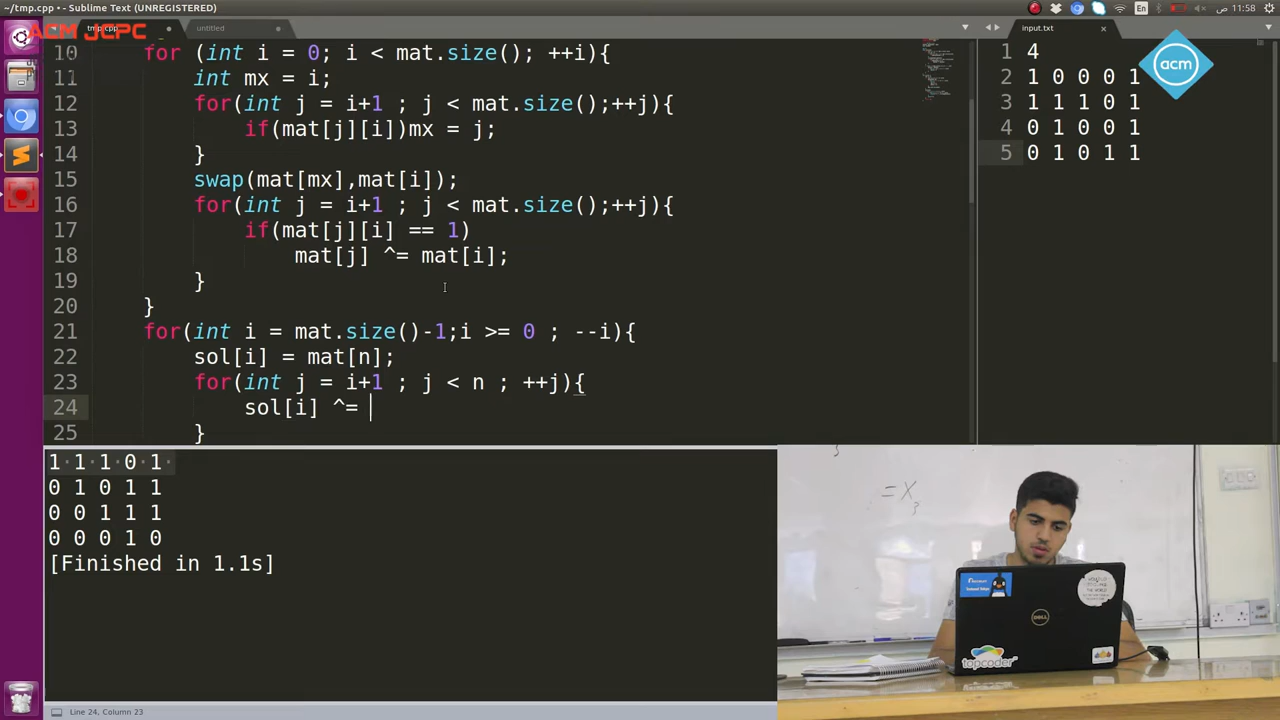 ~/tmp.cpp - Sublime Text (UNREGISTERED)
En
11:58 ص
ACM JCPC
tmp.cpp
untitled
input.txt
acm
10 for (int i = 0; i < mat.size(); ++i){
11 int mx = i;
12 for(int j = i+1 ; j < mat.size();++j){
13 if(mat[j][i])mx = j;
14 }
15 swap(mat[mx],mat[i]);
16 for(int j = i+1 ; j < mat.size();++j){
17 if(mat[j][i] == 1)
18 mat[j] ^= mat[i];
19 }
20 }
21 for(int i = mat.size()-1;i >= 0 ; --i){
22 sol[i] = mat[n];
23 for(int j = i+1 ; j < n ; ++j){
24 sol[i] ^=
25 }
1 4
2 1 0 0 0 1
3 1 1 1 0 1
4 0 1 0 0 1
5 0 1 0 1 1
1 1 1 0 1
0 1 0 1 1
0 0 1 1 1
0 0 0 1 0
[Finished in 1.1s]
= X
DELL
topcoder
Line 24, Column 23